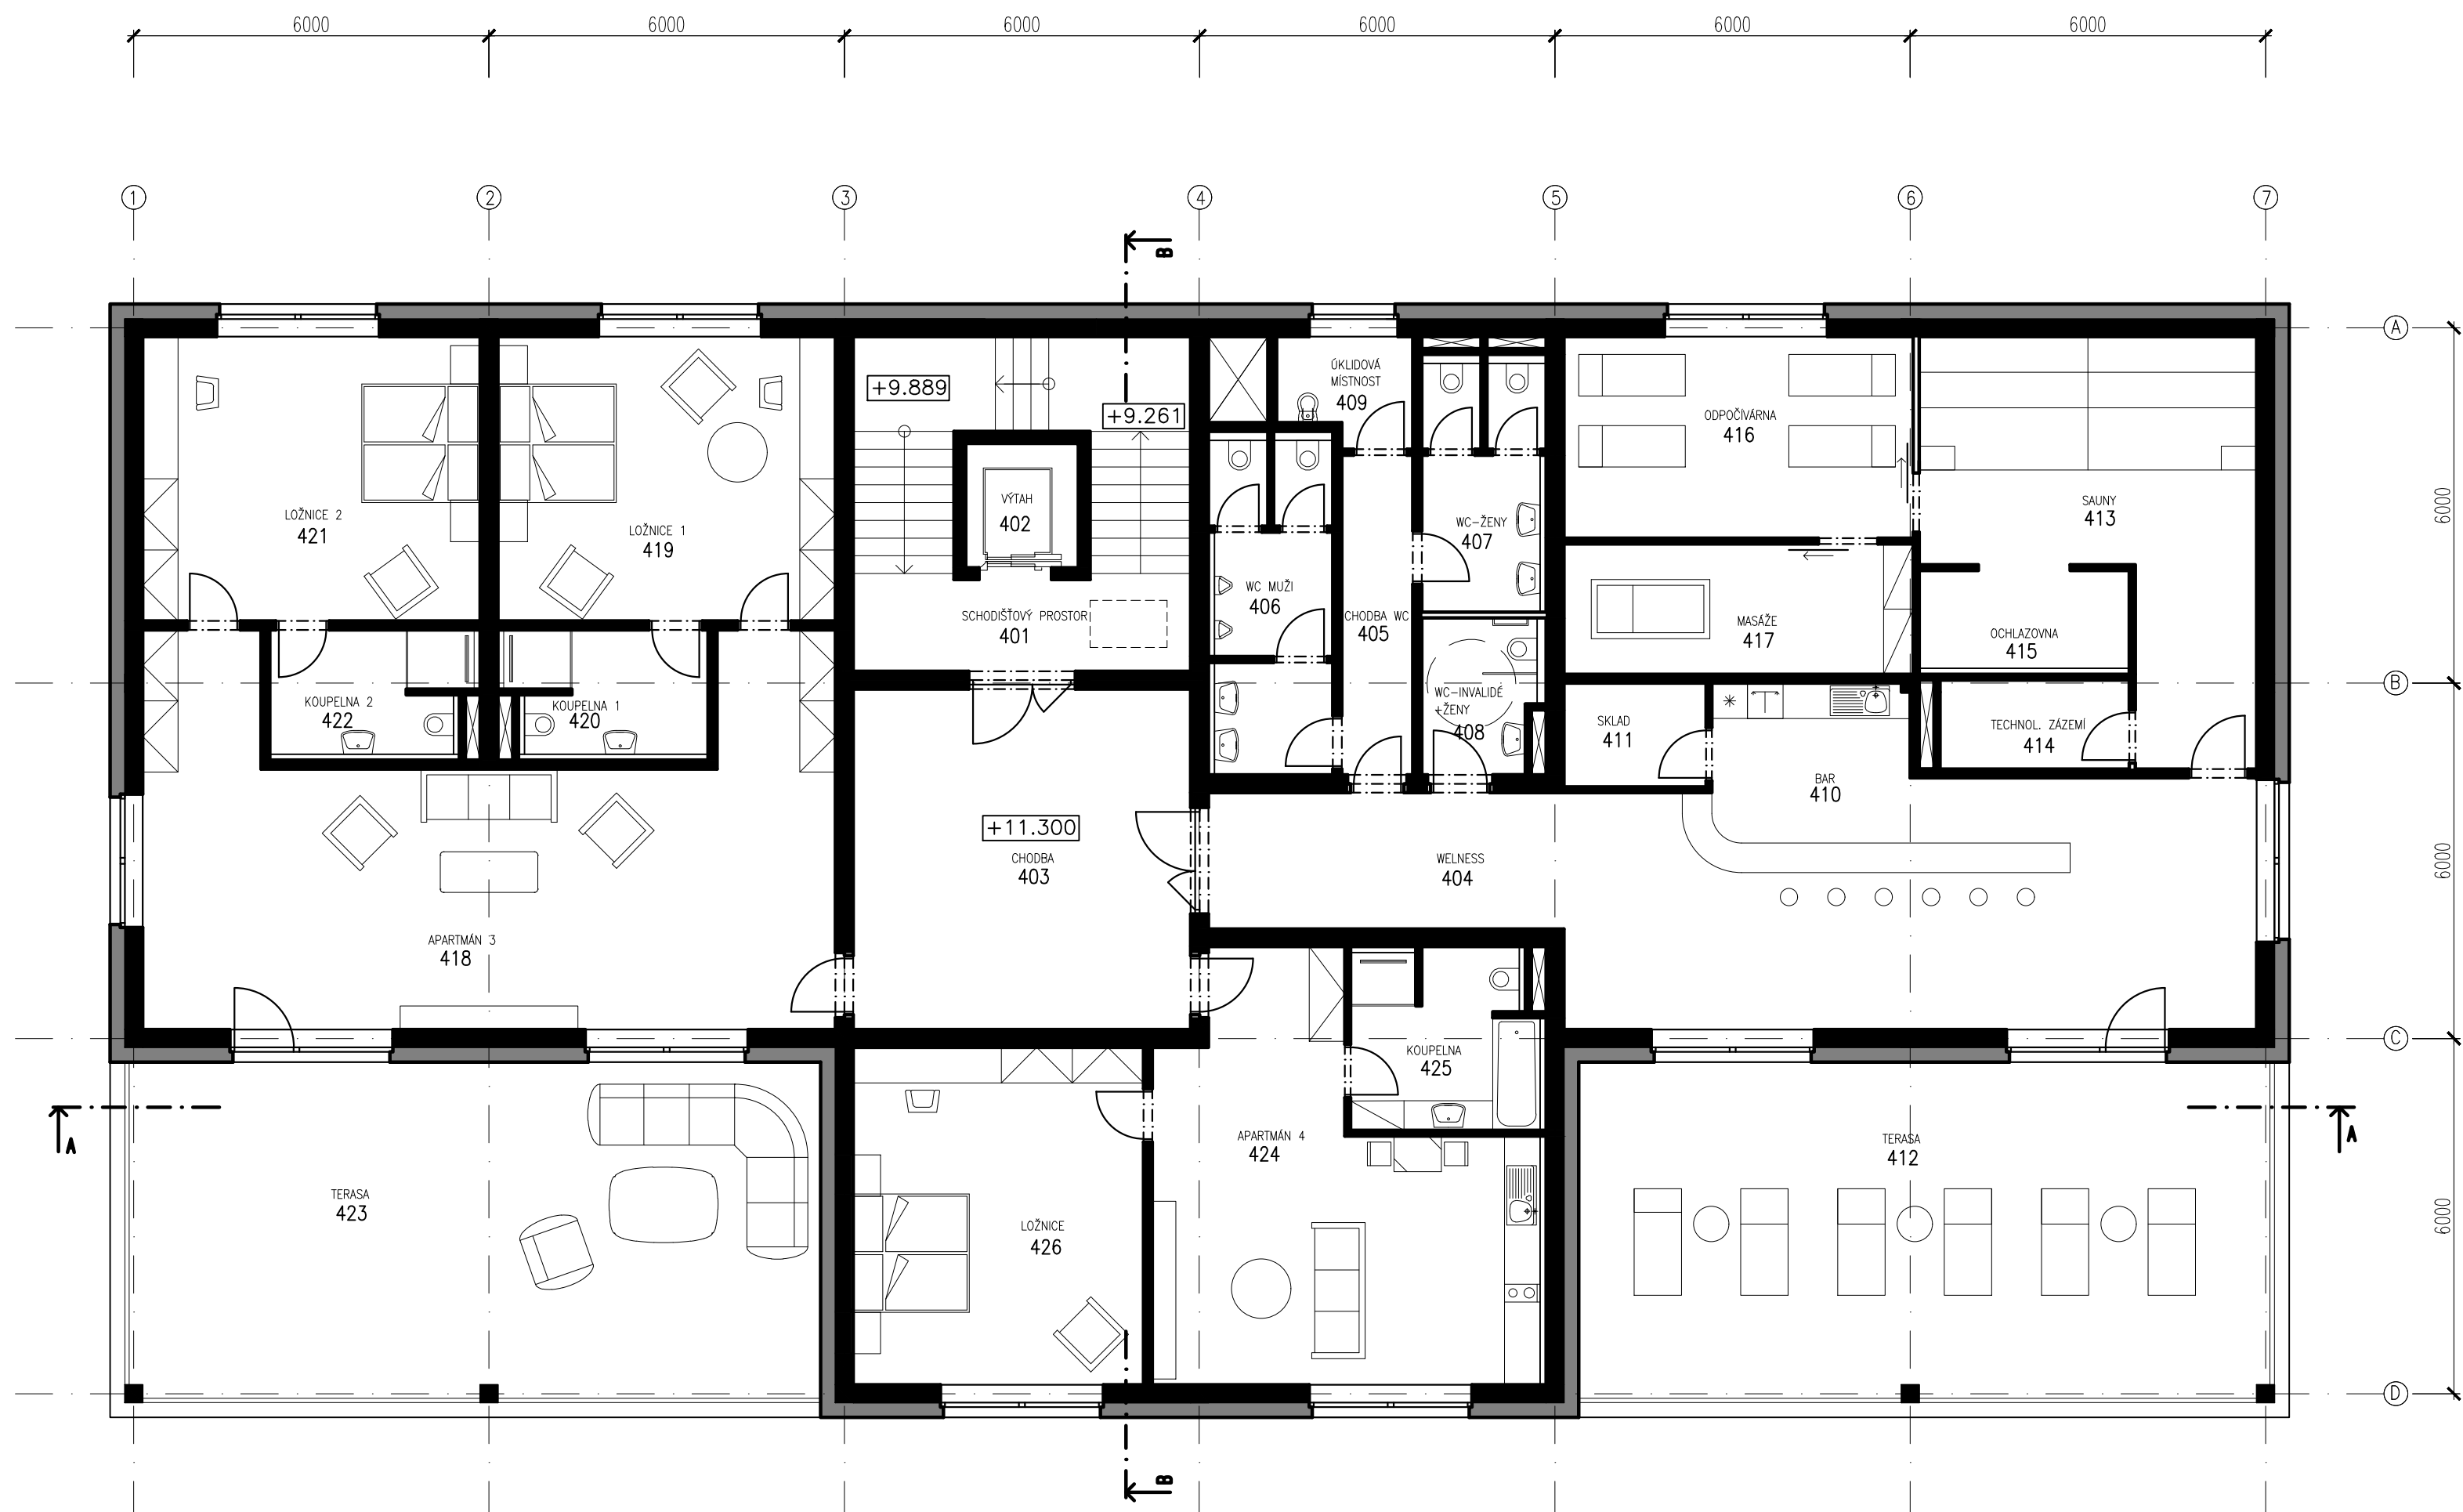 6000 6000 6000 6000 6000 6000
1 2 3 4 5 6 7
B
A
+9.889
+9.261
ÚKLIDOVÁ
MÍSTNOST
409
ODPOČÍVÁRNA
416
VÝTAH
402
SAUNY
413
LOŽNICE 2
421
LOŽNICE 1
419
WC-ŽENY
407
6000
WC MUŽI
406
SCHODIŠŤOVÝ PROSTOR
401
CHODBA WC
405
MASÁŽE
417
OCHLAZOVNA
415
B
KOUPELNA 2
422
KOUPELNA 1
420
WC-INVALIDÉ
+ŽENY
408
SKLAD
411
TECHNOL. ZÁZEMÍ
414
BAR
410
+11.300
CHODBA
403
WELNESS
404
6000
APARTMÁN 3
418
C
KOUPELNA
425
A
A
APARTMÁN 4
424
TERASA
412
TERASA
423
LOŽNICE
426
6000
D
B